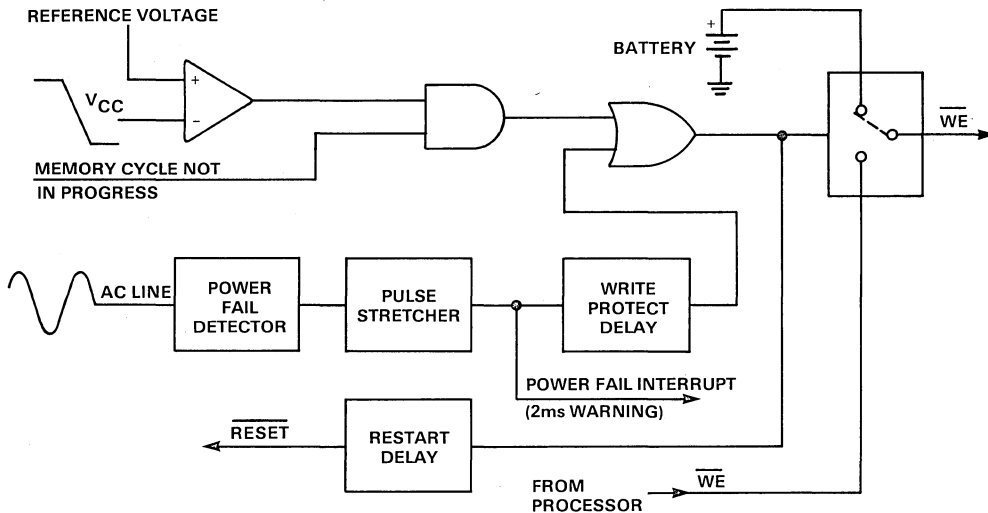 REFERENCE VOLTAGE
+
BATTERY
VCC
+
−
WE
MEMORY CYCLE NOT
IN PROGRESS
AC LINE
POWER
FAIL
DETECTOR
PULSE
STRETCHER
WRITE
PROTECT
DELAY
POWER FAIL INTERRUPT
(2ms WARNING)
RESET
RESTART
DELAY
FROM
PROCESSOR
WE